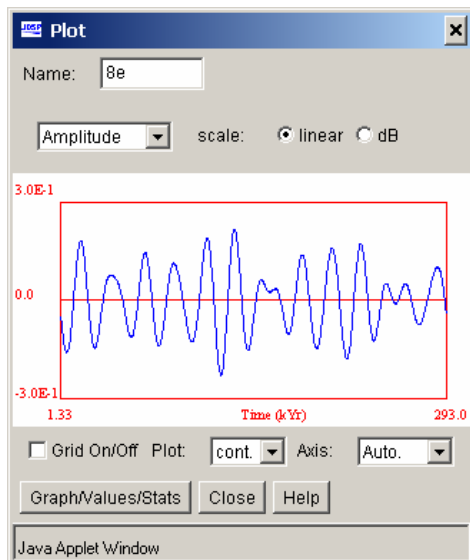 JDSP Plot
Name: 8e
Amplitude scale: linear dB
3.0E-1
0.0
-3.0E-1
1.33 Time (kYr) 293.0
Grid On/Off Plot: cont. Axis: Auto.
Graph/Values/Stats Close Help
Java Applet Window